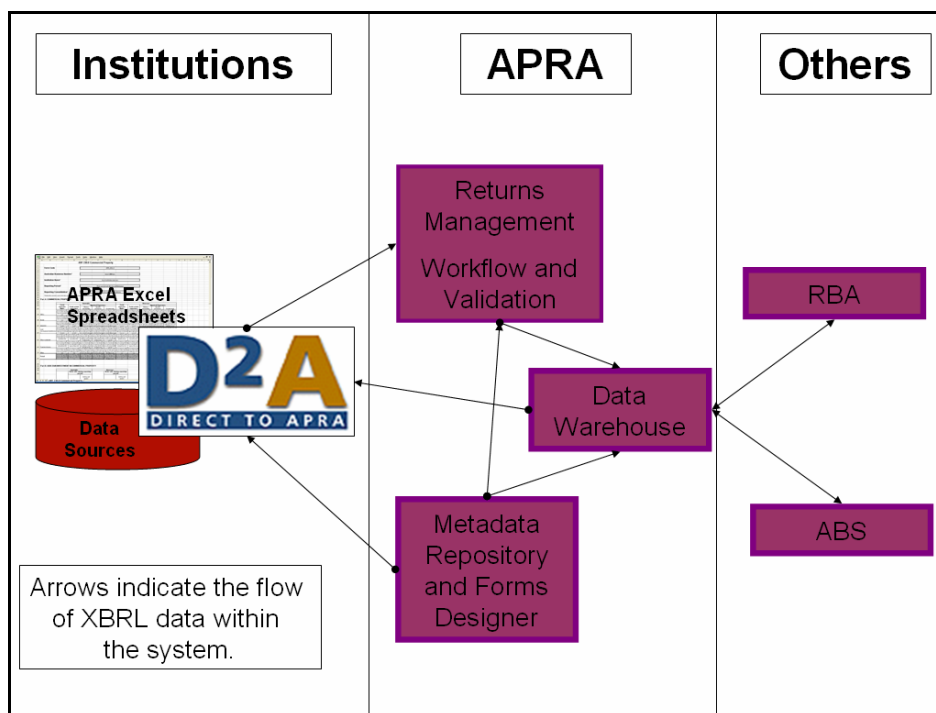 Institutions
APRA
Others
Returns
Management
Workflow and
Validation
APRA Excel
Spreadsheets
D2A
DIRECT TO APRA
Data
Sources
Data
Warehouse
RBA
ABS
Metadata
Repository
and Forms
Designer
Arrows indicate the flow
of XBRL data within
the system.